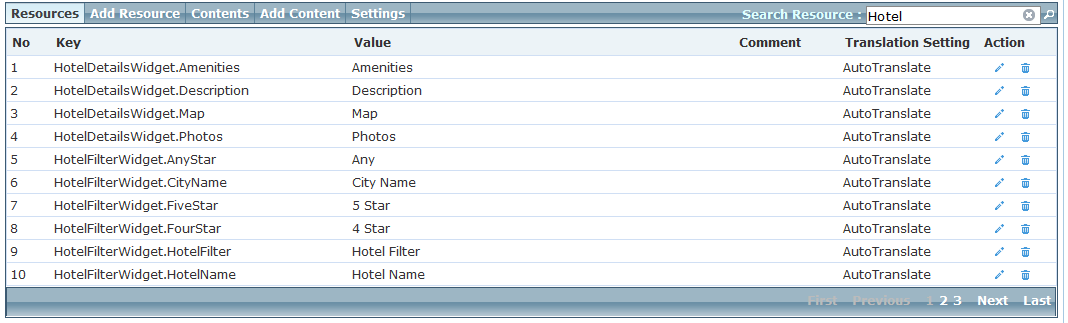 Resources Add Resource Contents Add Content Settings Search Resource : Hotel
No Key Value Comment Translation Setting Action
1 HotelDetailsWidget.Amenities Amenities AutoTranslate
2 HotelDetailsWidget.Description Description AutoTranslate
3 HotelDetailsWidget.Map Map AutoTranslate
4 HotelDetailsWidget.Photos Photos AutoTranslate
5 HotelFilterWidget.AnyStar Any AutoTranslate
6 HotelFilterWidget.CityName City Name AutoTranslate
7 HotelFilterWidget.FiveStar 5 Star AutoTranslate
8 HotelFilterWidget.FourStar 4 Star AutoTranslate
9 HotelFilterWidget.HotelFilter Hotel Filter AutoTranslate
10 HotelFilterWidget.HotelName Hotel Name AutoTranslate
First Previous 1 2 3 Next Last